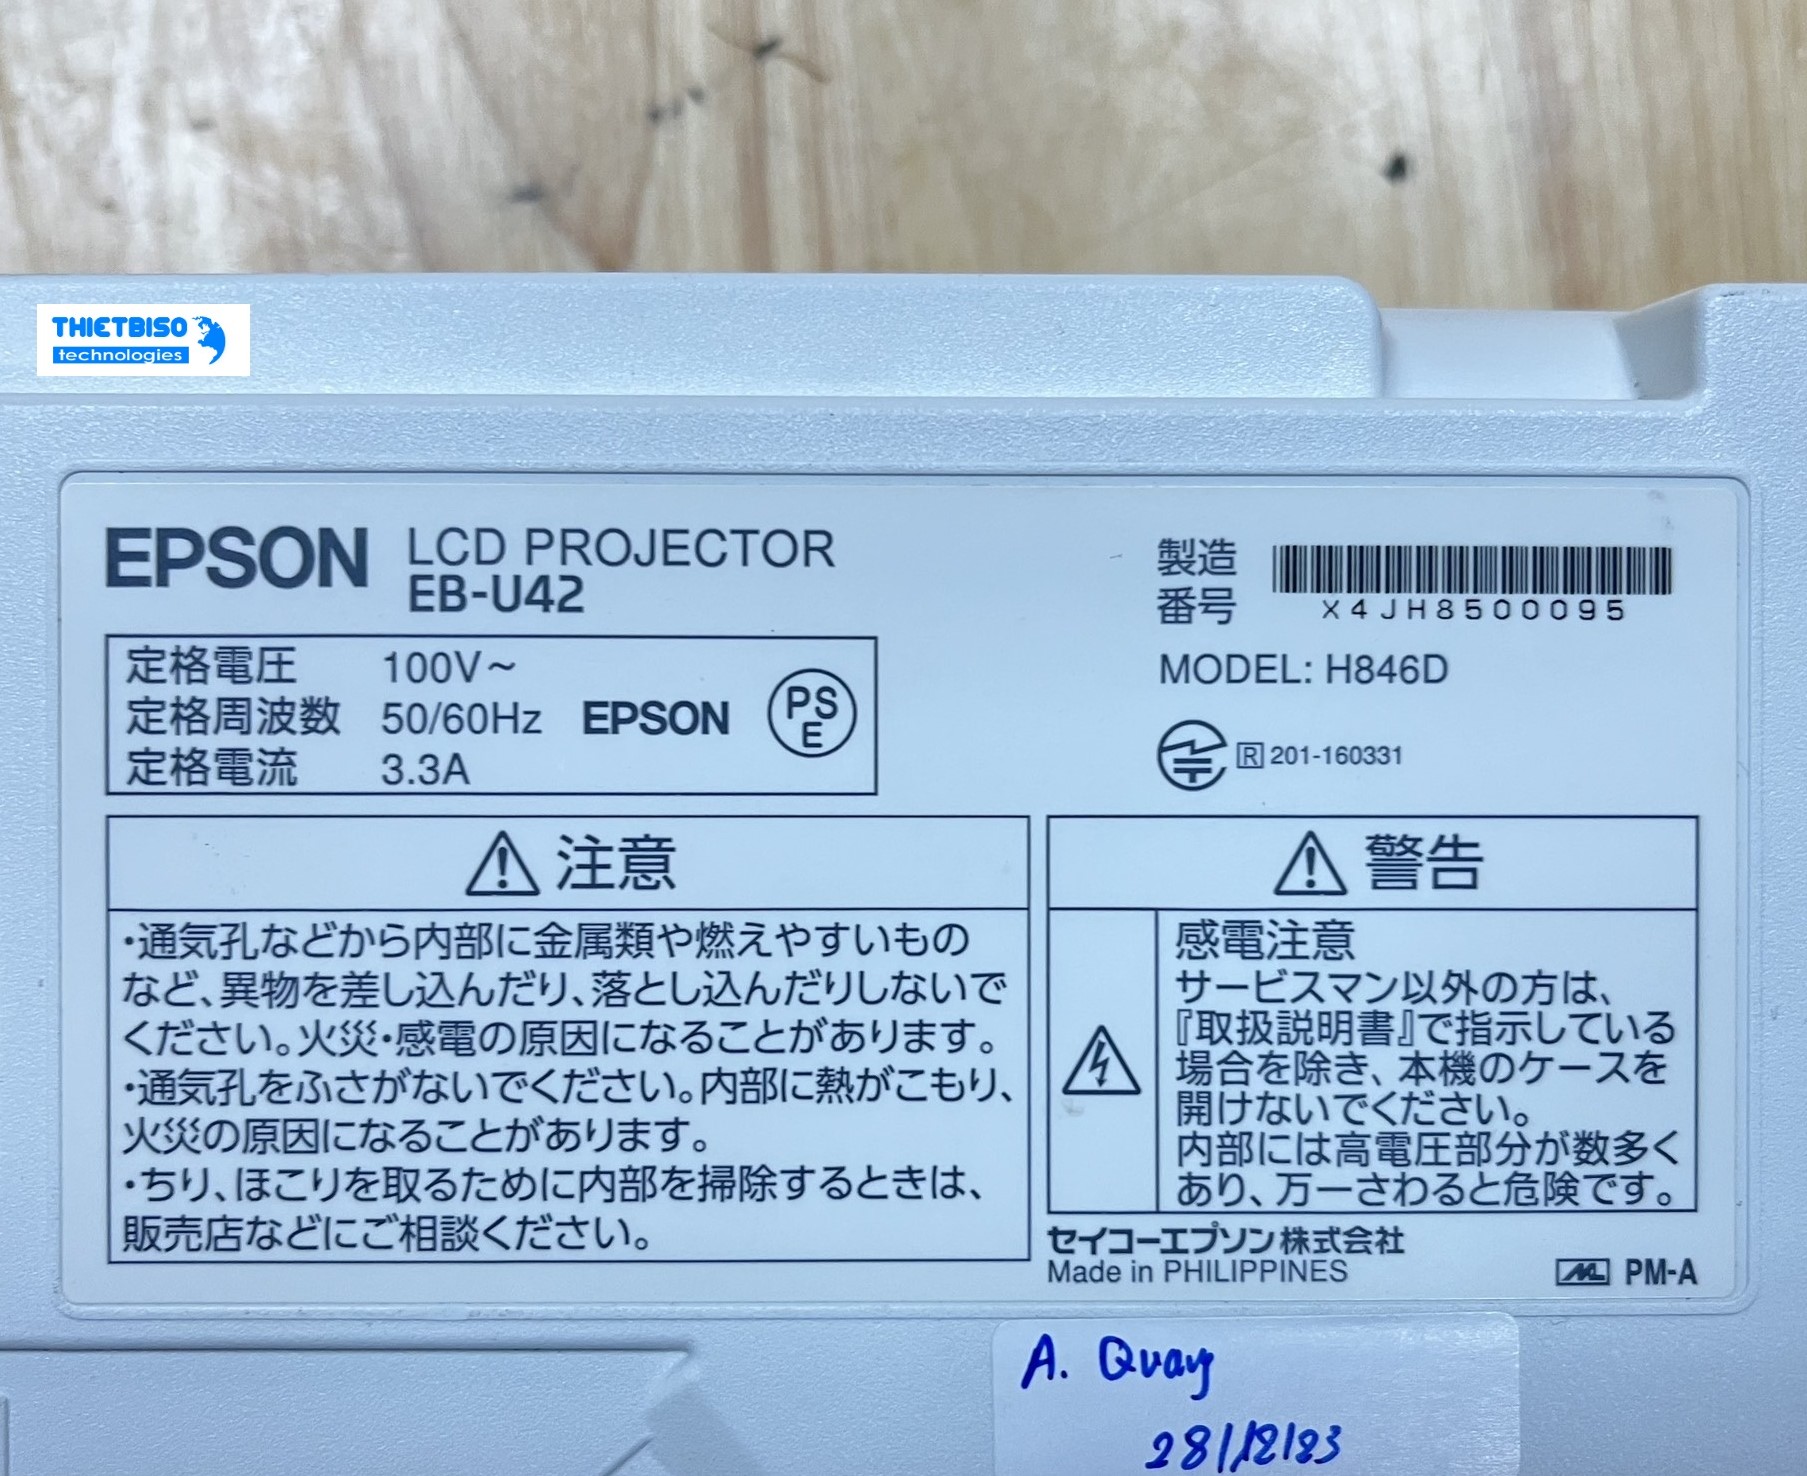 THIETBISO
technologies
EPSON LCD PROJECTOR
EB-U42
製造
番号
X4JH8500095
MODEL: H846D
R 201-160331
定格電圧 100V～
定格周波数 50/60Hz EPSON PSE
定格電流 3.3A
注意
・通気孔などから内部に金属類や燃えやすいもの
など、異物を差し込んだり、落とし込んだりしないで
ください。火災・感電の原因になることがあります。
・通気孔をふさがないでください。内部に熱がこもり、
火災の原因になることがあります。
・ちり、ほこりを取るために内部を掃除するときは、
販売店などにご相談ください。
警告
感電注意
サービスマン以外の方は、
『取扱説明書』で指示している
場合を除き、本機のケースを
開けないでください。
内部には高電圧部分が数多く
あり、万一さわると危険です。
セイコーエプソン株式会社
Made in PHILIPPINES
PM-A
A. Quang
28/12/23